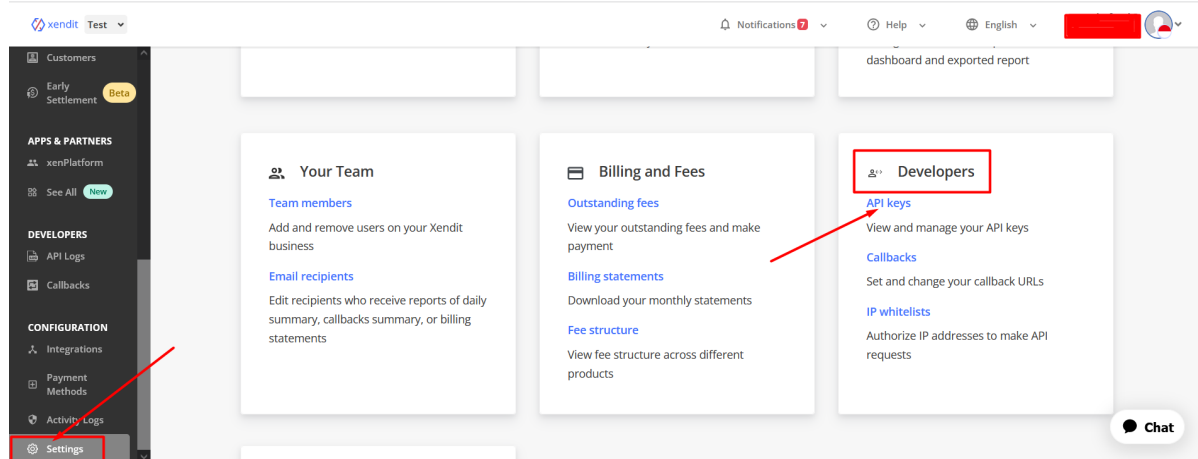 xendit Test
Notifications 7
Help
English
Customers
Early
Settlement
Beta
APPS & PARTNERS
xenPlatform
See All New
DEVELOPERS
API Logs
Callbacks
CONFIGURATION
Integrations
Payment
Methods
Activity Logs
Settings
dashboard and exported report
Your Team
Team members
Add and remove users on your Xendit
business
Email recipients
Edit recipients who receive reports of daily
summary, callbacks summary, or billing
statements
Billing and Fees
Outstanding fees
View your outstanding fees and make
payment
Billing statements
Download your monthly statements
Fee structure
View fee structure across different
products
Developers
API keys
View and manage your API keys
Callbacks
Set and change your callback URLs
IP whitelists
Authorize IP addresses to make API
requests
Chat